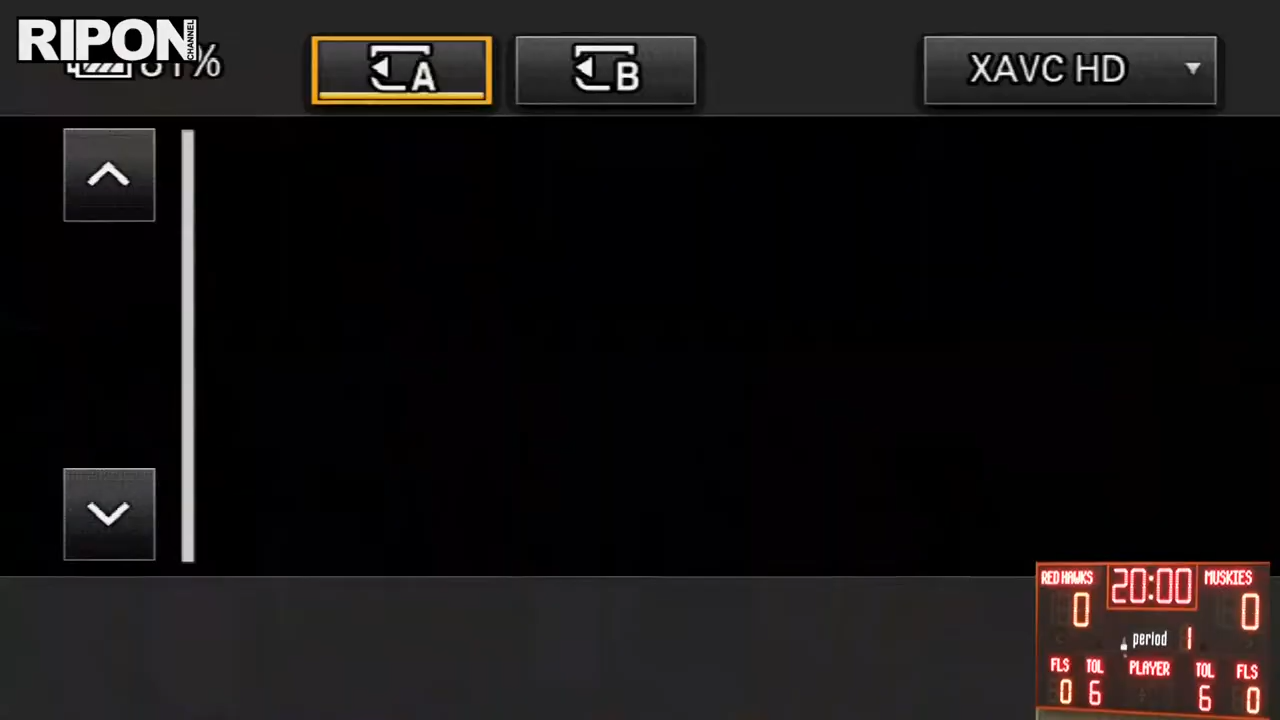 RIPON
CHANNEL
81%
A
B
XAVC HD
RED HAWKS
20:00
MUSKIES
0
0
period 1
FLS
TOL
PLAYER
TOL
FLS
0
6
6
0